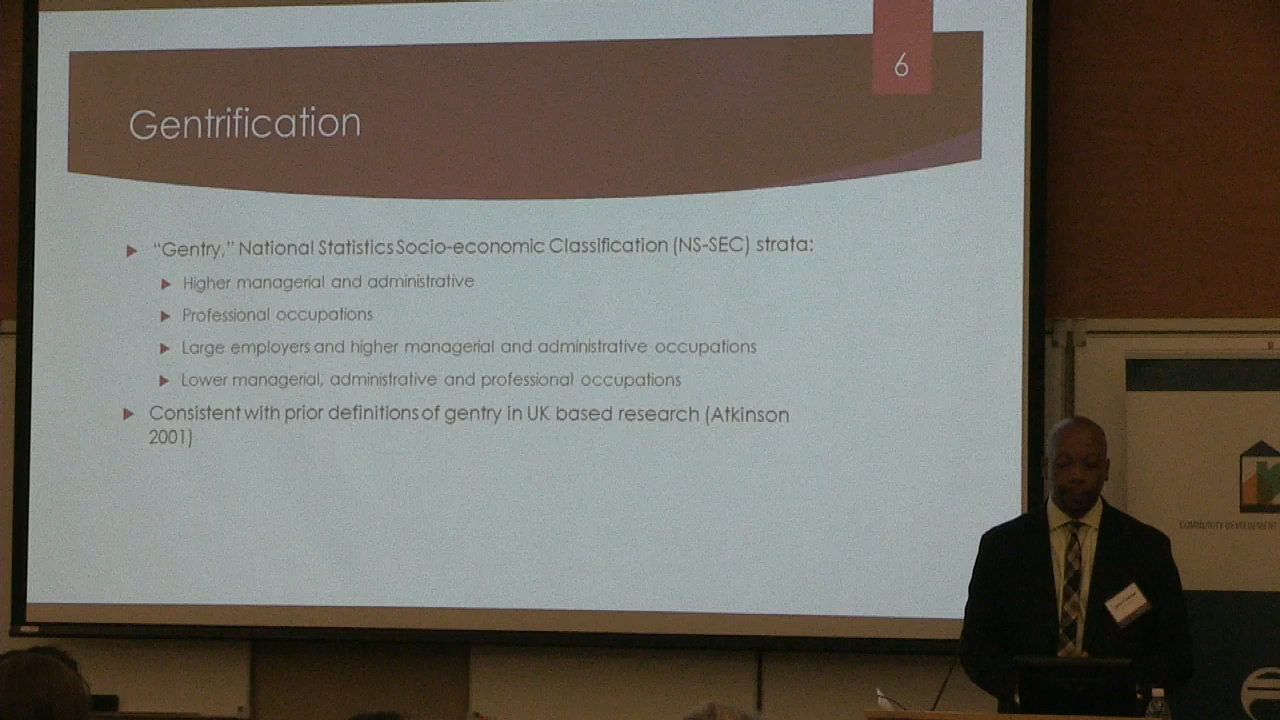 6
Gentrification
“Gentry,” National Statistics Socio-economic Classification (NS-SEC) strata:
Higher managerial and administrative
Professional occupations
Large employers and higher managerial and administrative occupations
Lower managerial, administrative and professional occupations
Consistent with prior definitions of gentry in UK based research (Atkinson
2001)
COMMUNITY DEVELOPMENT